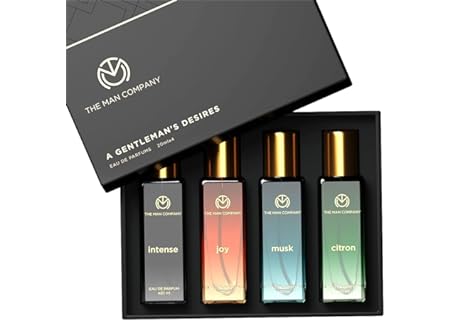 THE MAN COMPANY
A GENTLEMAN'S DESIRES
EAU DE PARFUMS 20mlx4
THE MAN COMPANY
intense
EAU DE PARFUM
THE MAN COMPANY
joy
THE MAN COMPANY
musk
THE MAN COMPANY
citron